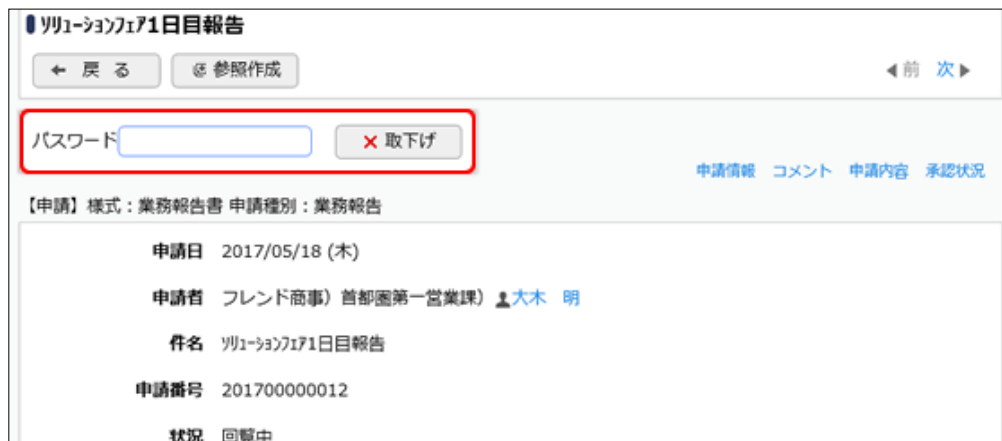 ｿﾘｭｰｼｮﾝﾌｪｱ1日目報告
← 戻 る 参照作成 ◀前 次▶
パスワード × 取下げ
申請情報 コメント 申請内容 承認状況
【申請】様式：業務報告書 申請種別：業務報告
申請日 2017/05/18 (木)
申請者 フレンド商事）首都圏第一営業課）大木 明
件名 ｿﾘｭｰｼｮﾝﾌｪｱ1日目報告
申請番号 201700000012
状況 回覧中